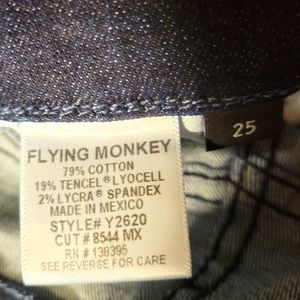 25
FLYING MONKEY
79% COTTON
19% TENCEL® LYOCELL
2% LYCRA® SPANDEX
MADE IN MEXICO
STYLE# Y2620
CUT # 8544 MX
RN # 138395
SEE REVERSE FOR CARE